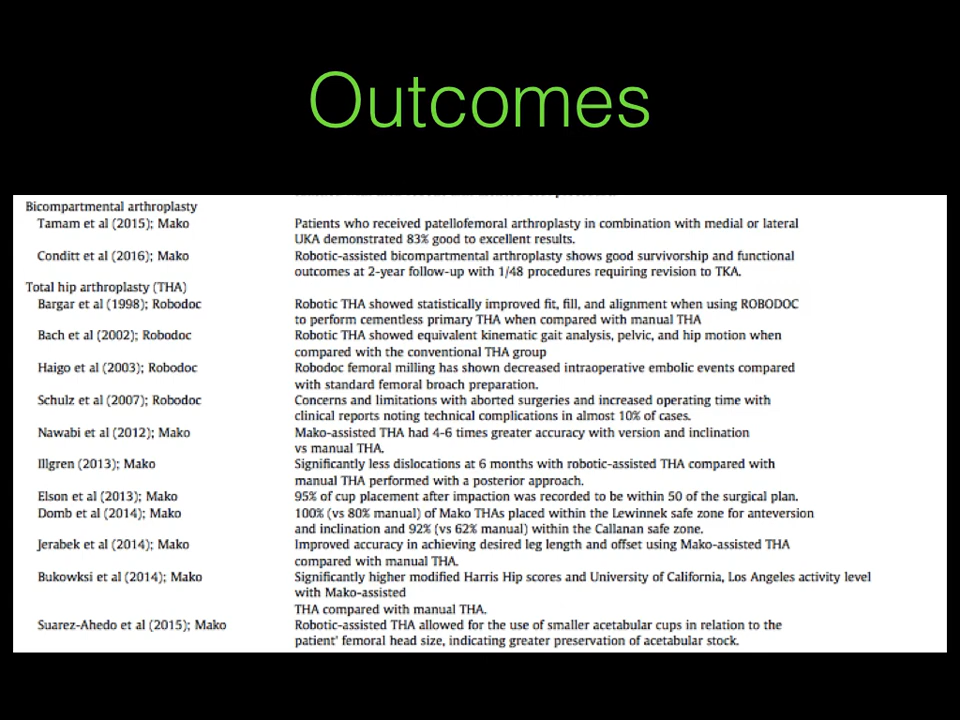 Outcomes
Bicompartmental arthroplasty
Tamam et al (2015); Mako
Patients who received patellofemoral arthroplasty in combination with medial or lateral
UKA demonstrated 83% good to excellent results.
Conditt et al (2016); Mako
Robotic-assisted bicompartmental arthroplasty shows good survivorship and functional
outcomes at 2-year follow-up with 1/48 procedures requiring revision to TKA.
Total hip arthroplasty (THA)
Bargar et al (1998); Robodoc
Robotic THA showed statistically improved fit, fill, and alignment when using ROBODOC
to perform cementless primary THA when compared with manual THA
Bach et al (2002); Robodoc
Robotic THA showed equivalent kinematic gait analysis, pelvic, and hip motion when
compared with the conventional THA group
Haigo et al (2003); Robodoc
Robodoc femoral milling has shown decreased intraoperative embolic events compared
with standard femoral broach preparation.
Schulz et al (2007); Robodoc
Concerns and limitations with aborted surgeries and increased operating time with
clinical reports noting technical complications in almost 10% of cases.
Nawabi et al (2012); Mako
Mako-assisted THA had 4-6 times greater accuracy with version and inclination
vs manual THA.
Illgren (2013); Mako
Significantly less dislocations at 6 months with robotic-assisted THA compared with
manual THA performed with a posterior approach.
Elson et al (2013); Mako
95% of cup placement after impaction was recorded to be within 50 of the surgical plan.
Domb et al (2014); Mako
100% (vs 80% manual) of Mako THAs placed within the Lewinnek safe zone for anteversion
and inclination and 92% (vs 62% manual) within the Callanan safe zone.
Jerabek et al (2014); Mako
Improved accuracy in achieving desired leg length and offset using Mako-assisted THA
compared with manual THA.
Bukowksi et al (2014); Mako
Significantly higher modified Harris Hip scores and University of California, Los Angeles activity level
with Mako-assisted
THA compared with manual THA.
Suarez-Ahedo et al (2015); Mako
Robotic-assisted THA allowed for the use of smaller acetabular cups in relation to the
patient' femoral head size, indicating greater preservation of acetabular stock.